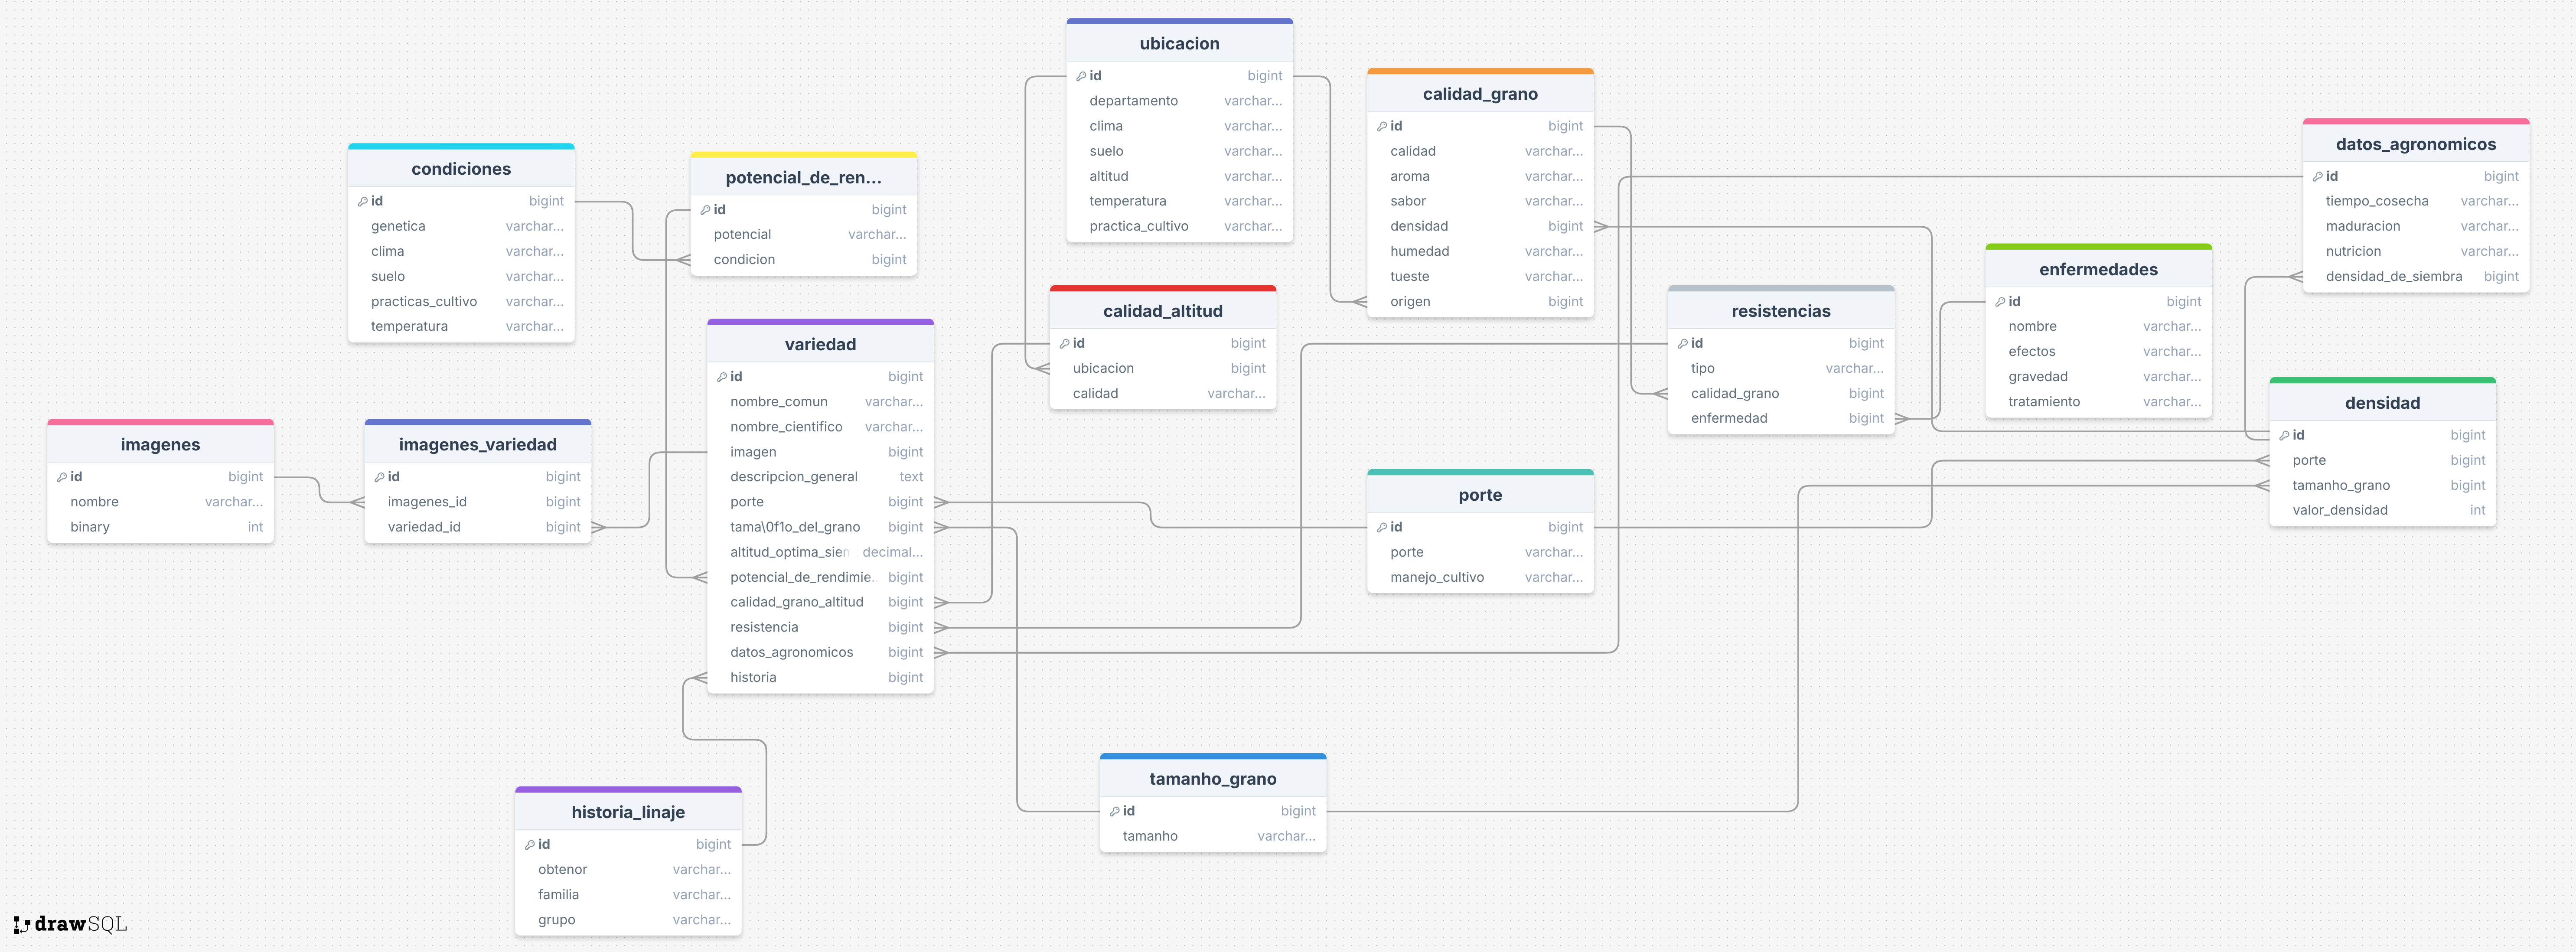 ubicacion
id bigint
departamento varchar...
clima varchar...
suelo varchar...
altitud varchar...
temperatura varchar...
practica_cultivo varchar...
calidad_grano
id bigint
calidad varchar...
aroma varchar...
sabor varchar...
densidad bigint
humedad varchar...
tueste varchar...
origen bigint
datos_agronomicos
id bigint
tiempo_cosecha varchar...
maduracion varchar...
nutricion varchar...
densidad_de_siembra bigint
condiciones
id bigint
genetica varchar...
clima varchar...
suelo varchar...
practicas_cultivo varchar...
temperatura varchar...
potencial_de_ren...
id bigint
potencial varchar...
condicion bigint
enfermedades
id bigint
nombre varchar...
efectos varchar...
gravedad varchar...
tratamiento varchar...
calidad_altitud
id bigint
ubicacion bigint
calidad varchar...
resistencias
id bigint
tipo varchar...
calidad_grano bigint
enfermedad bigint
variedad
id bigint
nombre_comun varchar...
nombre_cientifico varchar...
imagen bigint
descripcion_general text
porte bigint
tama\0f1o_del_grano bigint
altitud_optima_sien decimal...
potencial_de_rendimie. bigint
calidad_grano_altitud bigint
resistencia bigint
datos_agronomicos bigint
historia bigint
densidad
id bigint
porte bigint
tamanho_grano bigint
valor_densidad int
imagenes
id bigint
nombre varchar...
binary int
imagenes_variedad
id bigint
imagenes_id bigint
variedad_id bigint
porte
id bigint
porte varchar...
manejo_cultivo varchar...
tamanho_grano
id bigint
tamanho varchar...
historia_linaje
id bigint
obtenor varchar...
familia varchar...
grupo varchar...
drawSQL